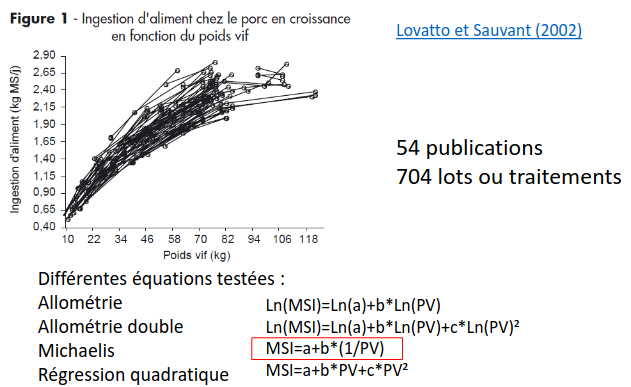 Figure 1 - Ingestion d'aliment chez le porc en croissance
en fonction du poids vif
Lovatto et Sauvant (2002)
Ingestion d'aliment (kg MS/j)
2,90
2,65
2,40
2,15
1,90
1,65
1,40
1,15
0,90
0,65
0,40
10 22 34 46 58 70 82 94 106 118
Poids vif (kg)
54 publications
704 lots ou traitements
Différentes équations testées :
Allométrie Ln(MSI)=Ln(a)+b*Ln(PV)
Allométrie double Ln(MSI)=Ln(a)+b*Ln(PV)+c*Ln(PV)²
Michaelis MSI=a+b*(1/PV)
Régression quadratique MSI=a+b*PV+c*PV²